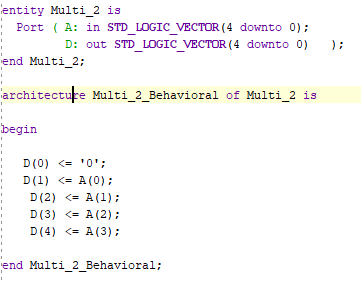 entity Multi_2 is
Port ( A: in STD_LOGIC_VECTOR(4 downto 0);
D: out STD_LOGIC_VECTOR(4 downto 0) );
end Multi_2;
architecture Multi_2_Behavioral of Multi_2 is
begin
D(0) <= '0';
D(1) <= A(0);
D(2) <= A(1);
D(3) <= A(2);
D(4) <= A(3);
end Multi_2_Behavioral;